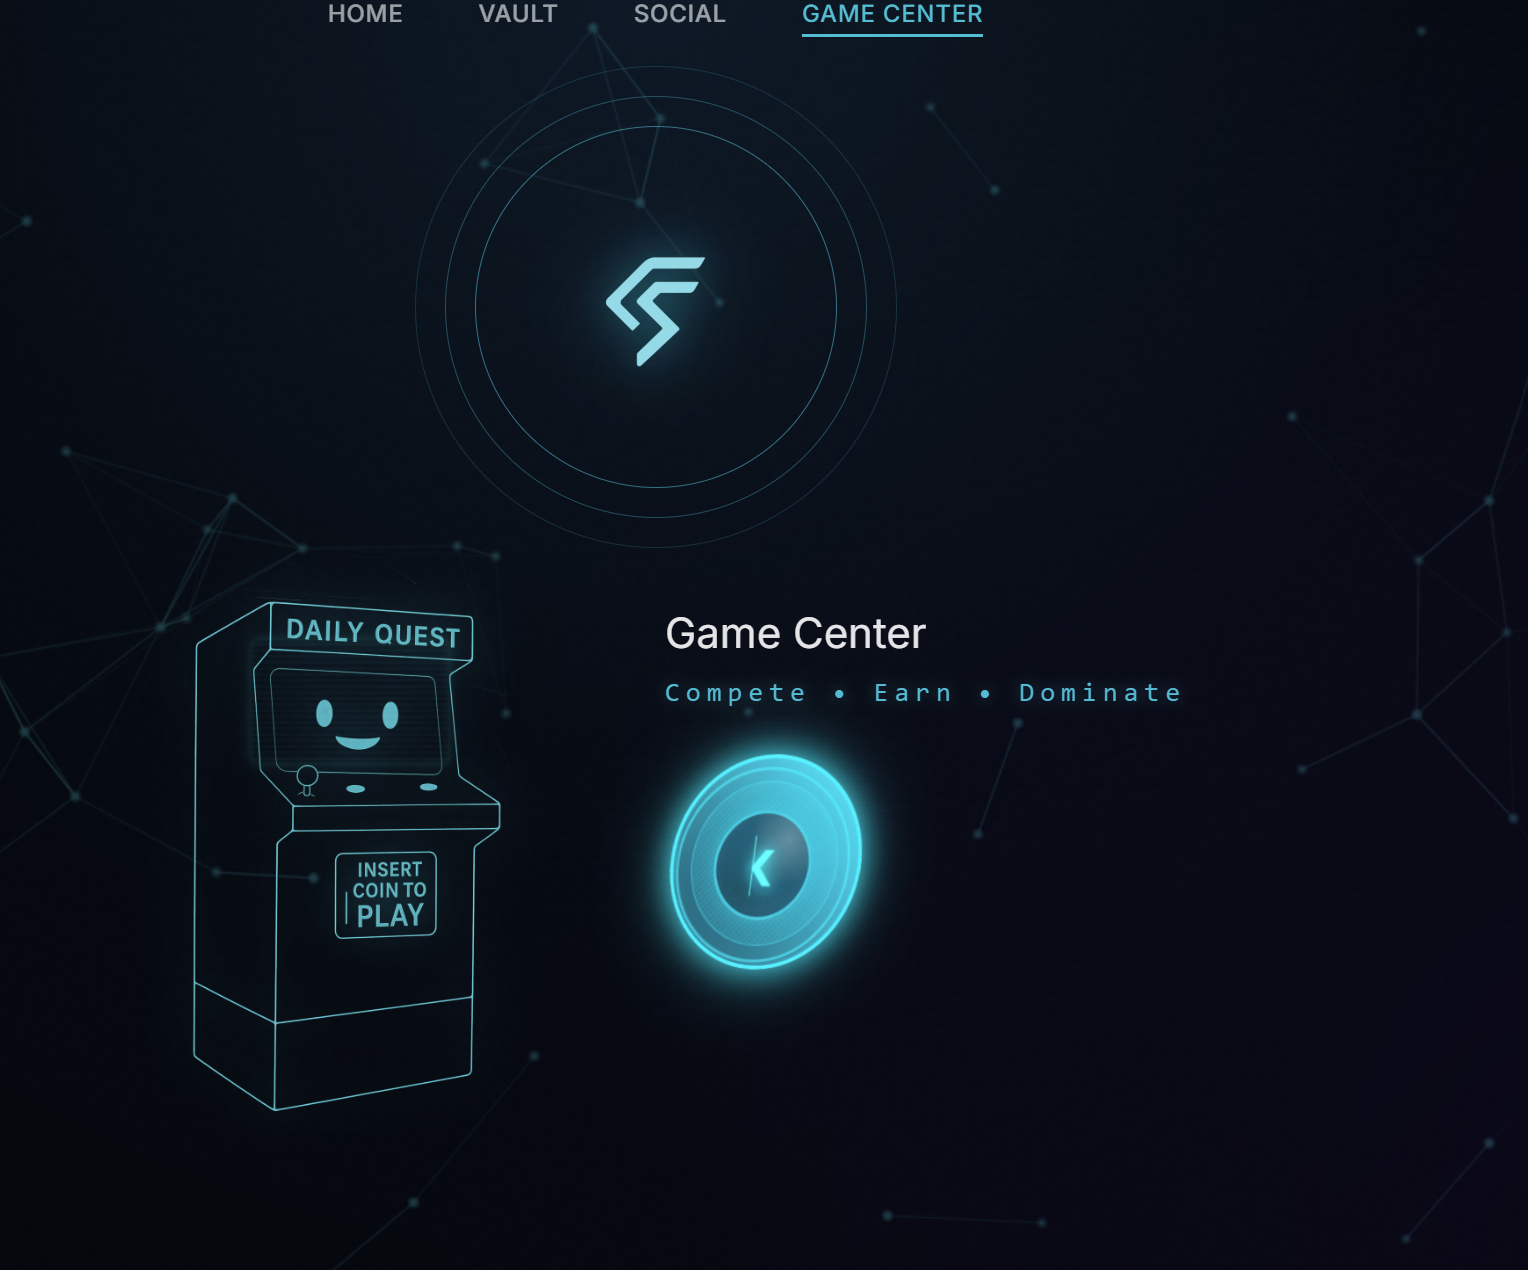 HOME VAULT SOCIAL GAME CENTER
DAILY QUEST
INSERT
COIN TO
PLAY
Game Center
Compete • Earn • Dominate
K